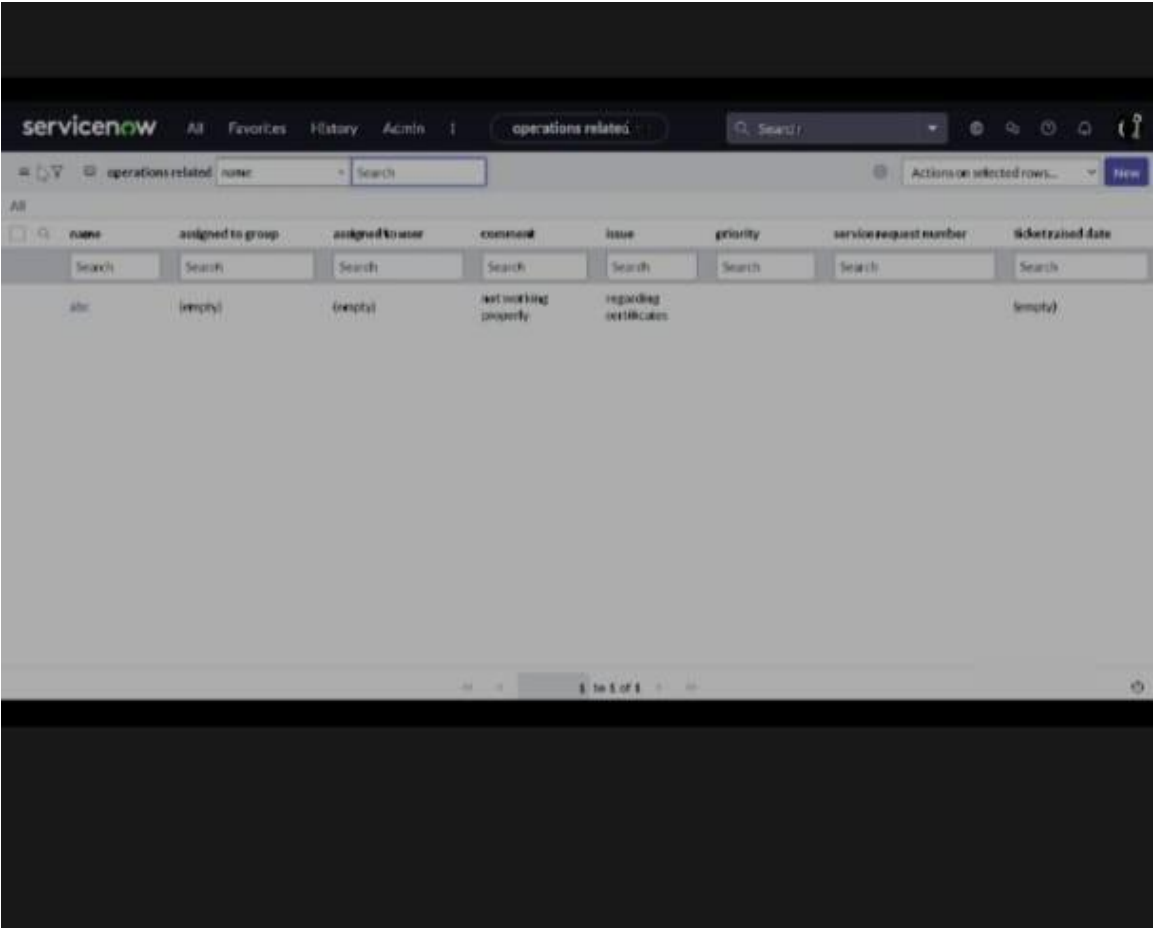 servicenow All Favorites History Admin operations related Search
operations related name Search Actions on selected rows... New
All
name assigned to group assigned to user comment issue priority service request number ticket raised date
Search Search Search Search Search Search Search Search
abc (empty) (empty) not working properly regarding certificates (empty)
1 to 1 of 1